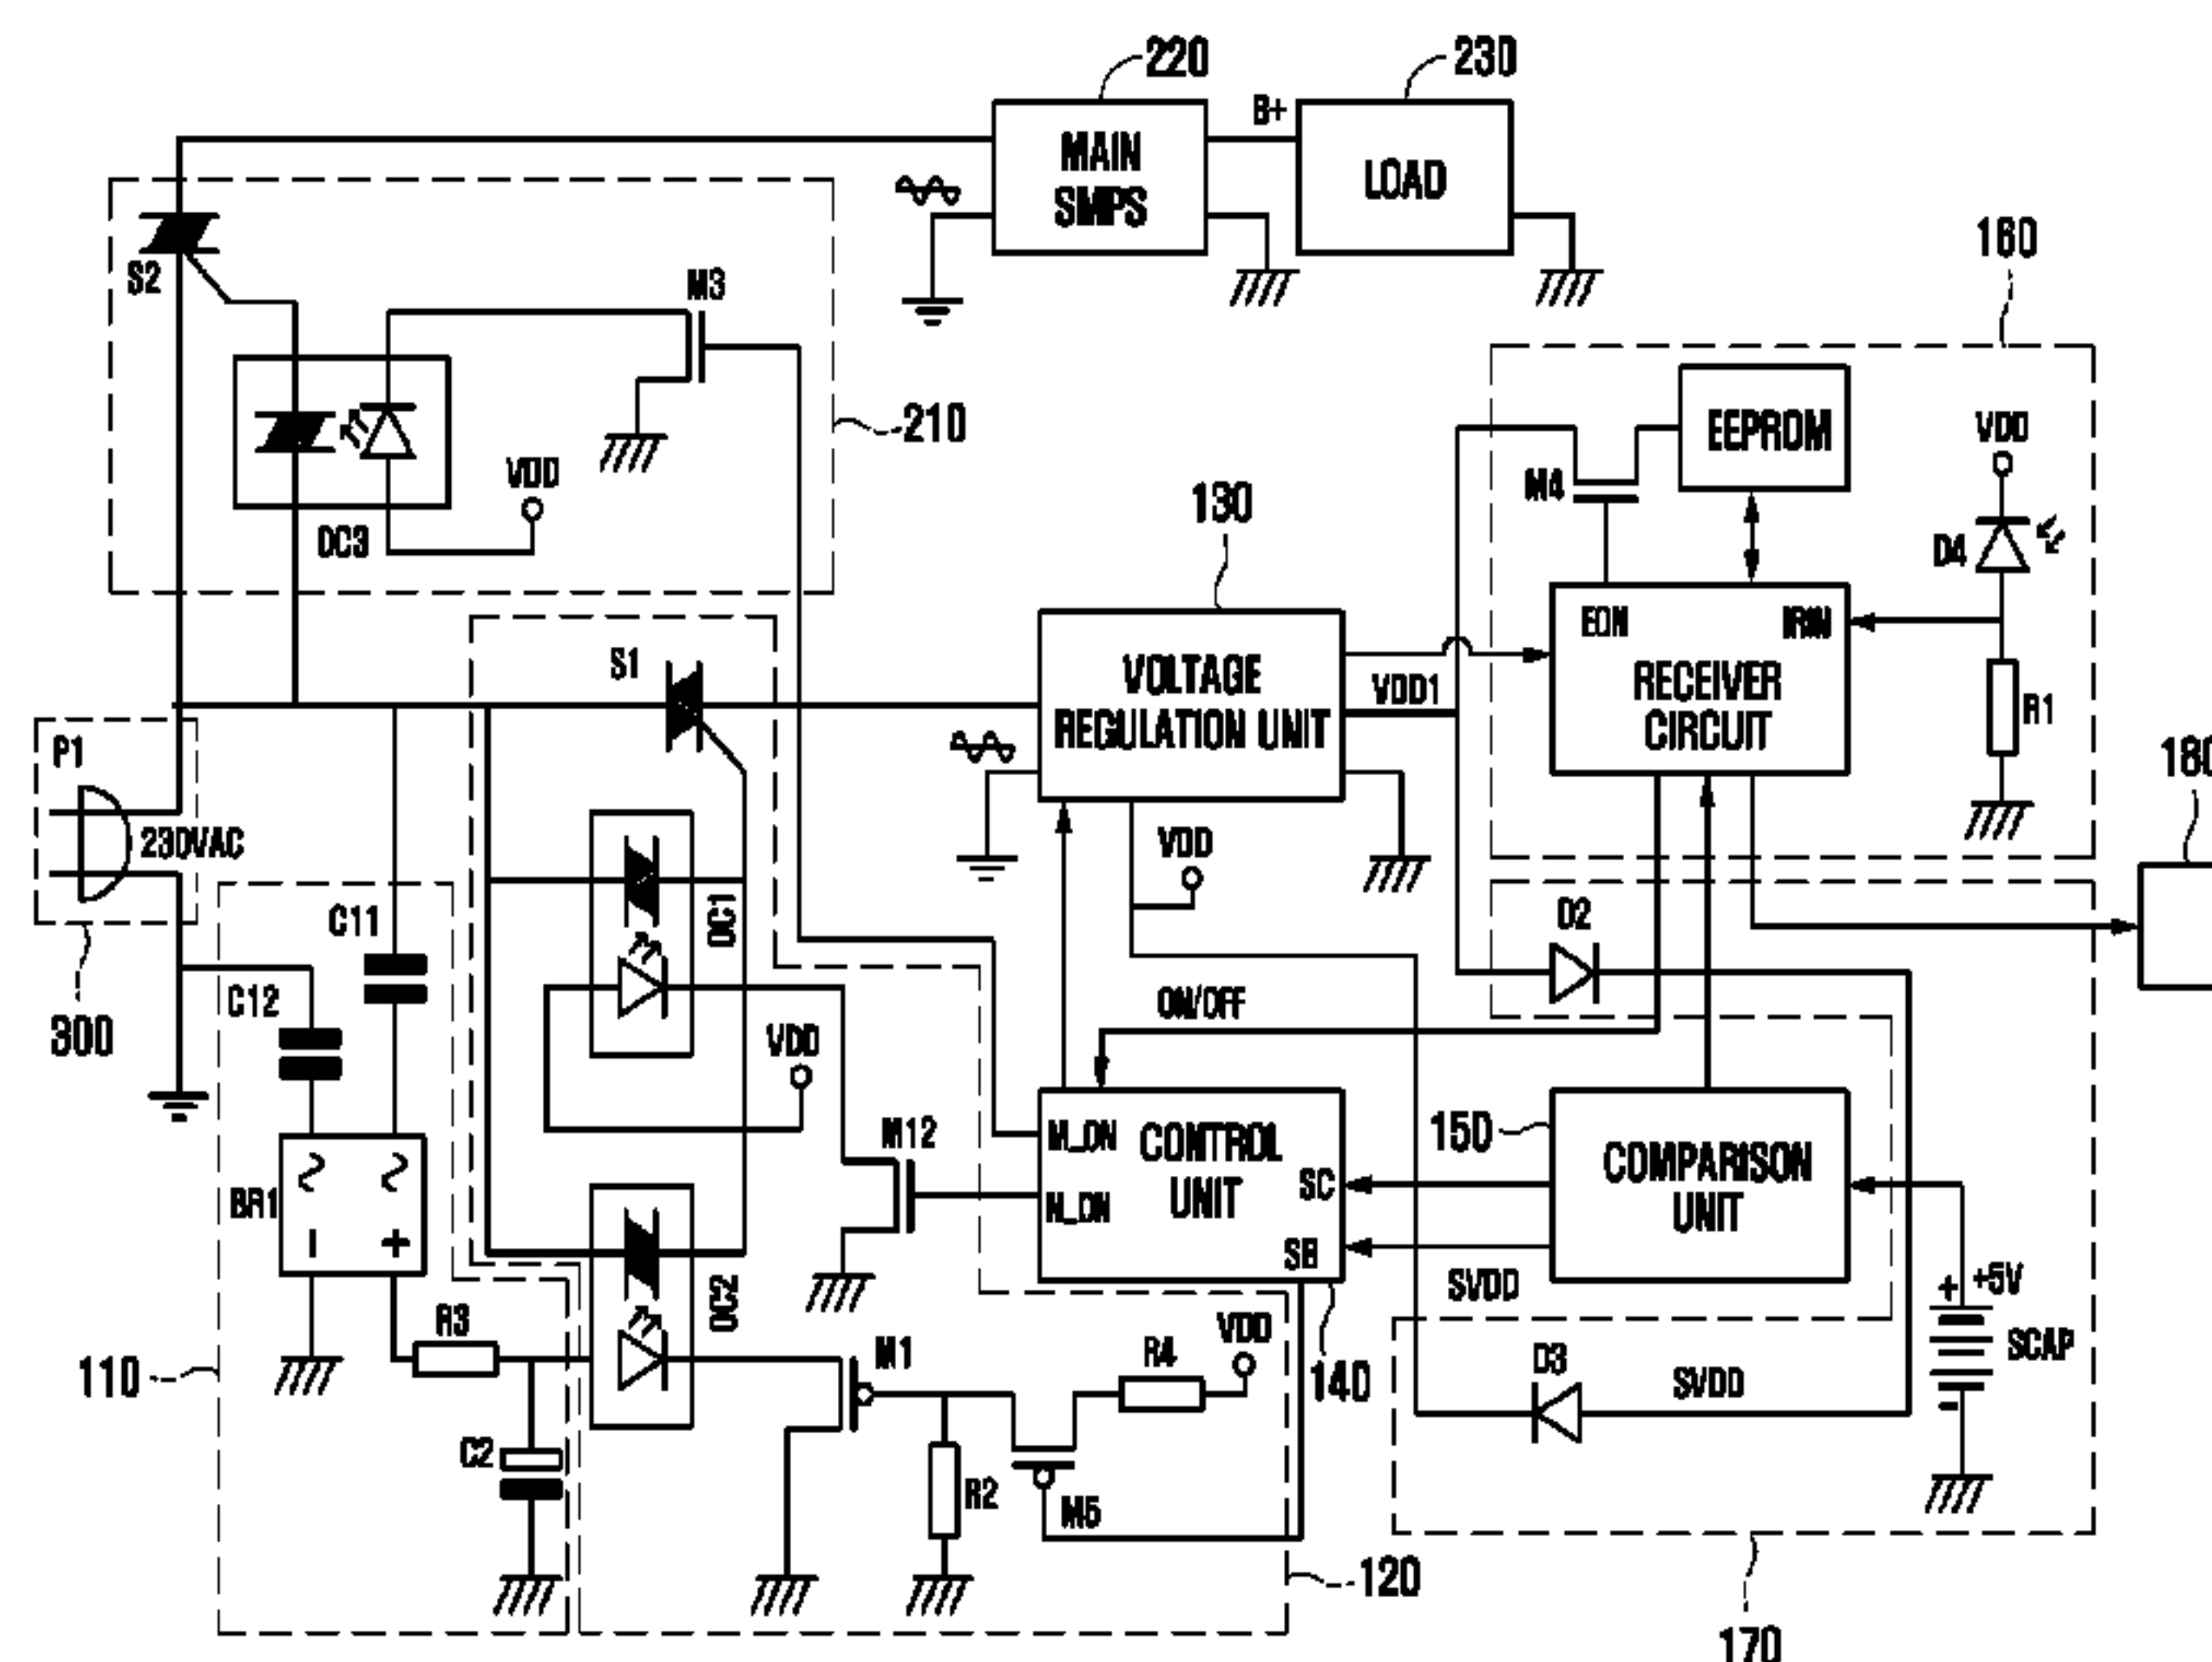 220
230
B+
MAIN
SMPS
LOAD
160
S2
M3
EEPROM
210
VDD
VDD
M4
OC3
130
D4
EON
IRIN
S1
VOLTAGE
REGULATION UNIT
VDD1
RECEIVER
CIRCUIT
R1
P1
180
230VAC
VDD
C11
OC1
D2
C12
300
ON/OFF
VDD
M_ON
CONTROL
UNIT
150
COMPARISON
UNIT
M12
SC
BR1
N_ON
SB
SVDD
+
+5V
OC2
R3
VDD
SCAP
M1
R4
D3
110
140
SVDD
-
C2
R2
M5
120
170